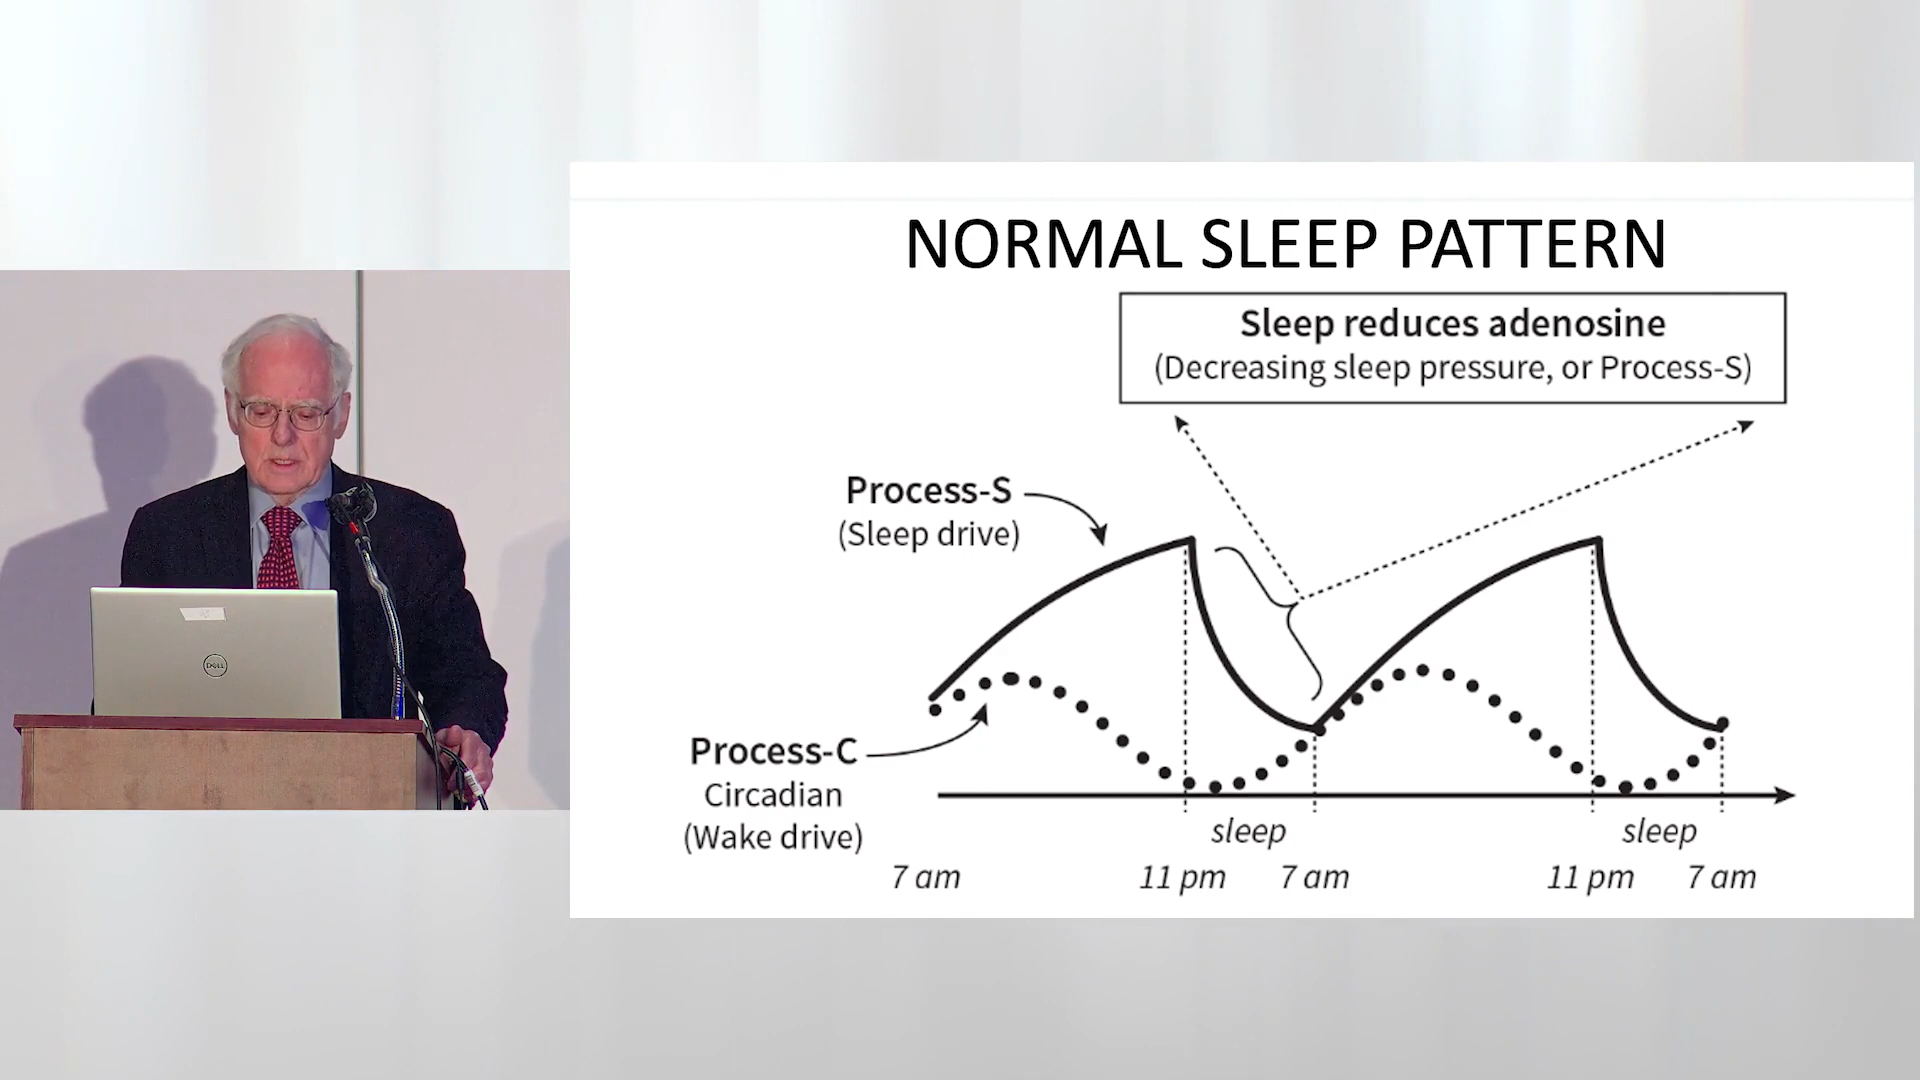 NORMAL SLEEP PATTERN
Sleep reduces adenosine
(Decreasing sleep pressure, or Process-S)
Process-S
(Sleep drive)
Process-C
Circadian
(Wake drive)
sleep
sleep
7 am
11 pm
7 am
11 pm
7 am
DELL